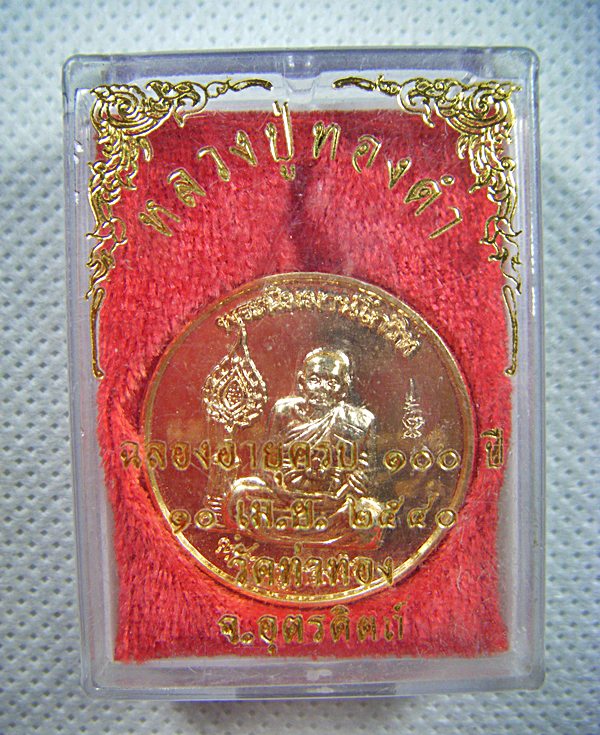 หลวงปู่ทองดำ
ฉลองอายุครบ ๑๐๐ ปี
๑๐ เม.ย. ๒๕๔๐
วัดท่าทอง
จ.อุตรดิตถ์